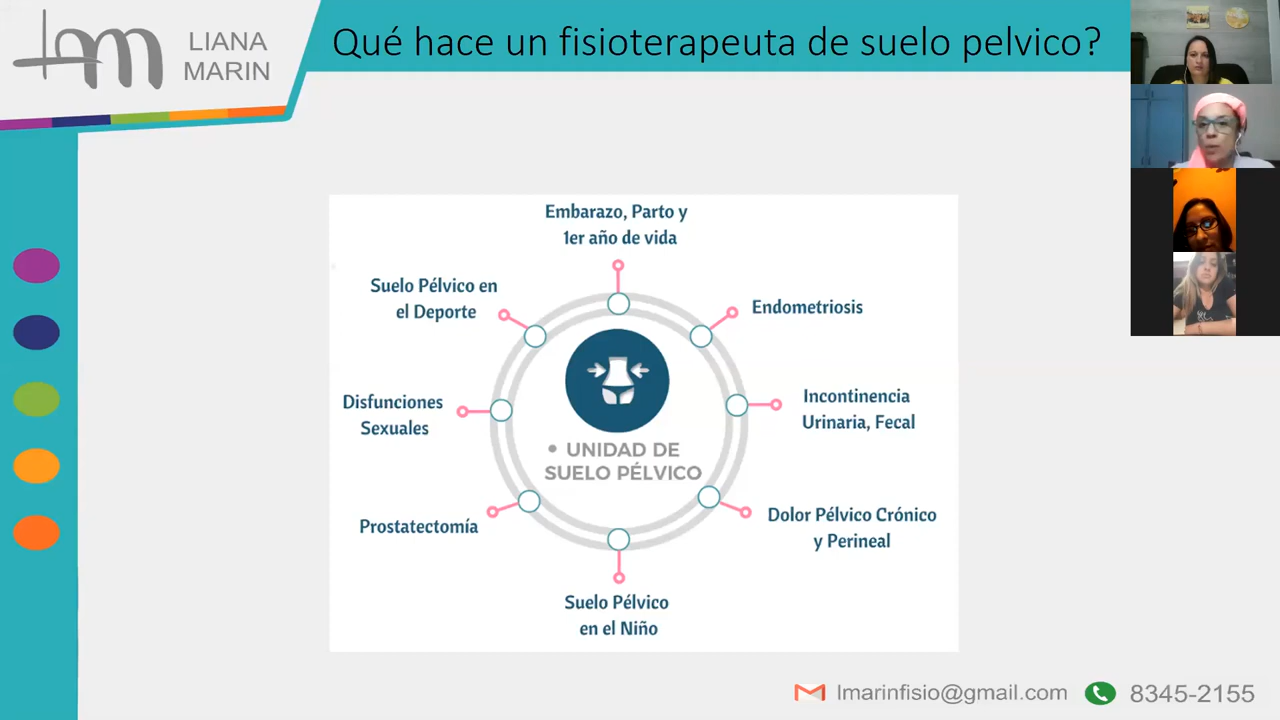 LIANA
MARIN
Qué hace un fisioterapeuta de suelo pelvico?
Embarazo, Parto y
1er año de vida
Suelo Pélvico en
el Deporte
Endometriosis
Disfunciones
Sexuales
Incontinencia
Urinaria, Fecal
• UNIDAD DE
SUELO PÉLVICO
Prostatectomía
Dolor Pélvico Crónico
y Perineal
Suelo Pélvico
en el Niño
lmarinfisio@gmail.com
8345-2155